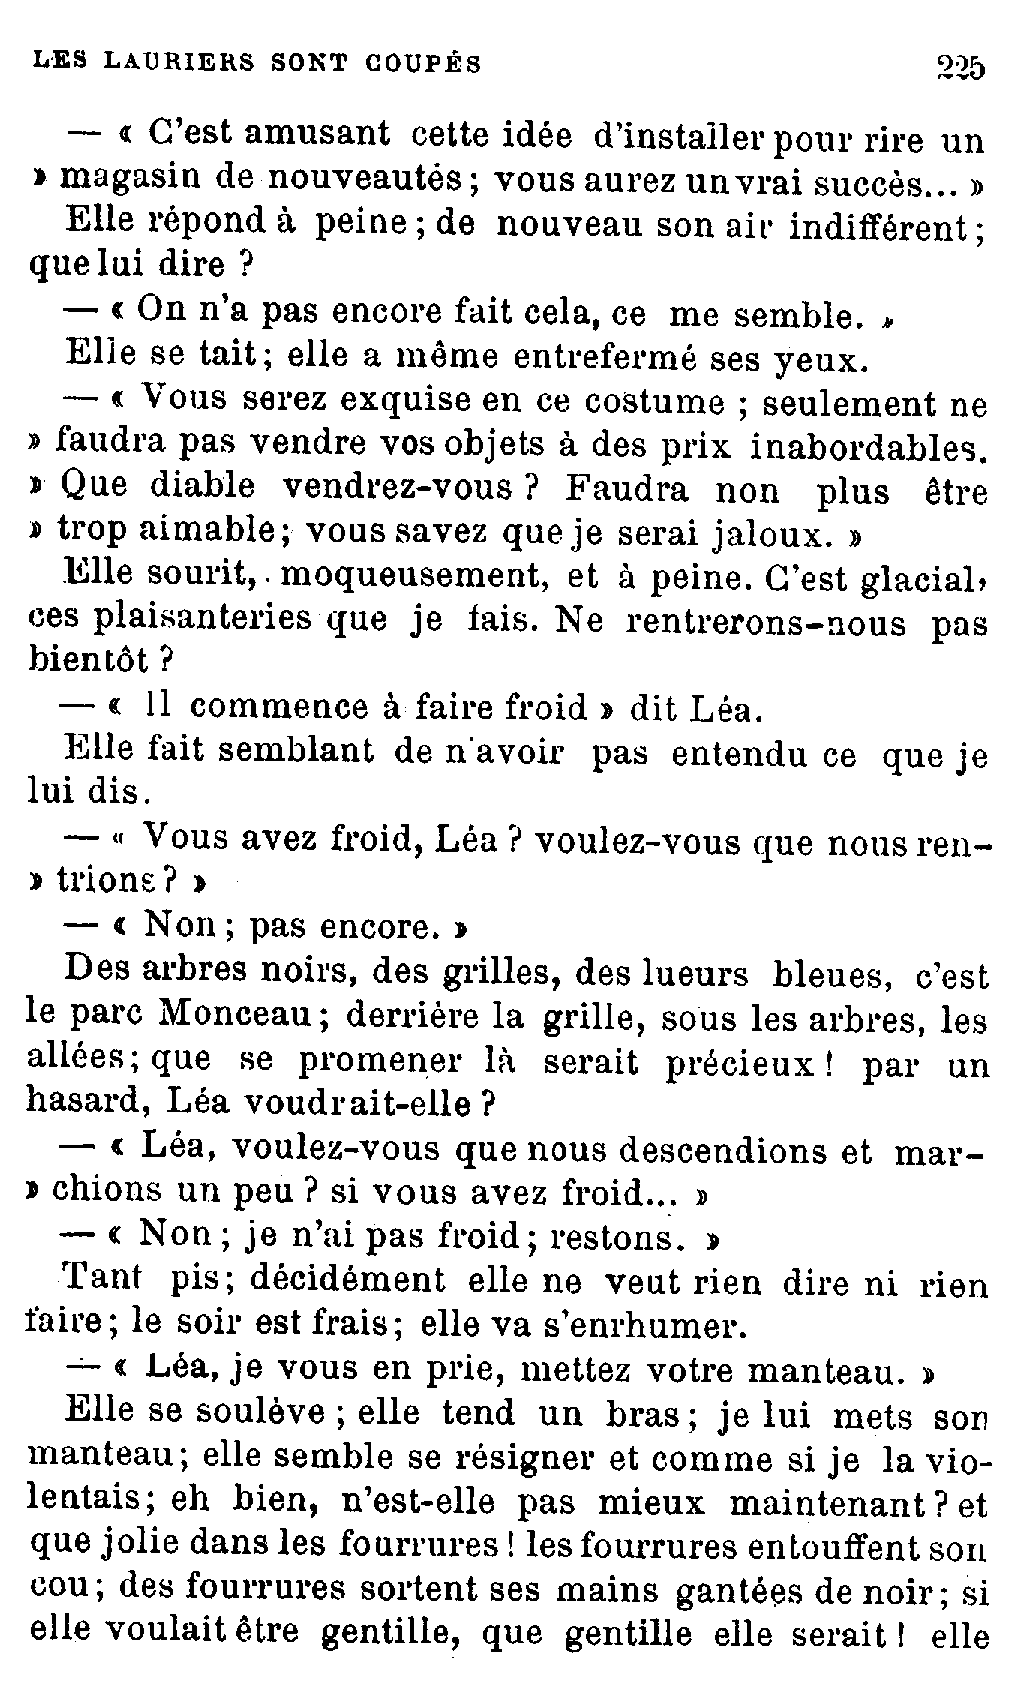 LES LAURIERS SONT COUPÉS 225
— « C'est amusant cette idée d'installer pour rire un
» magasin de nouveautés ; vous aurez un vrai succès... »
Elle répond à peine ; de nouveau son air indifférent ;
que lui dire ?
— « On n'a pas encore fait cela, ce me semble. »
Elle se tait ; elle a même entrefermé ses yeux.
— « Vous serez exquise en ce costume ; seulement ne
» faudra pas vendre vos objets à des prix inabordables.
» Que diable vendrez-vous ? Faudra non plus être
» trop aimable ; vous savez que je serai jaloux. »
Elle sourit, moqueusement, et à peine. C'est glacial,
ces plaisanteries que je fais. Ne rentrerons-nous pas
bientôt ?
— « Il commence à faire froid » dit Léa.
Elle fait semblant de n'avoir pas entendu ce que je
lui dis.
— « Vous avez froid, Léa ? voulez-vous que nous ren-
» trions ? »
— « Non ; pas encore. »
Des arbres noirs, des grilles, des lueurs bleues, c'est
le parc Monceau ; derrière la grille, sous les arbres, les
allées ; que se promener là serait précieux ! par un
hasard, Léa voudrait-elle ?
— « Léa, voulez-vous que nous descendions et mar-
» chions un peu ? si vous avez froid... »
— « Non ; je n'ai pas froid ; restons. »
Tant pis ; décidément elle ne veut rien dire ni rien
faire ; le soir est frais ; elle va s'enrhumer.
— « Léa, je vous en prie, mettez votre manteau. »
Elle se soulève ; elle tend un bras ; je lui mets son
manteau ; elle semble se résigner et comme si je la vio-
lentais ; eh bien, n'est-elle pas mieux maintenant ? et
que jolie dans les fourrures ! les fourrures entouffent son
cou ; des fourrures sortent ses mains gantées de noir ; si
elle voulait être gentille, que gentille elle serait ! elle